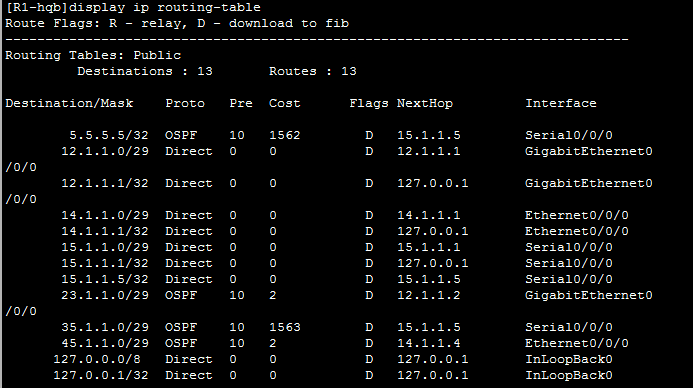 [R1-hqb]display ip routing-table
Route Flags: R - relay, D - download to fib
------------------------------------------------------------------------------
Routing Tables: Public
         Destinations : 13       Routes : 13
Destination/Mask    Proto   Pre  Cost      Flags NextHop         Interface
        5.5.5.5/32  OSPF    10   1562        D   15.1.1.5        Serial0/0/0
       12.1.1.0/29  Direct  0    0           D   12.1.1.1        GigabitEthernet0
/0/0
       12.1.1.1/32  Direct  0    0           D   127.0.0.1       GigabitEthernet0
/0/0
       14.1.1.0/29  Direct  0    0           D   14.1.1.1        Ethernet0/0/0
       14.1.1.1/32  Direct  0    0           D   127.0.0.1       Ethernet0/0/0
       15.1.1.0/29  Direct  0    0           D   15.1.1.1        Serial0/0/0
       15.1.1.1/32  Direct  0    0           D   127.0.0.1       Serial0/0/0
       15.1.1.5/32  Direct  0    0           D   15.1.1.5        Serial0/0/0
       23.1.1.0/29  OSPF    10   2           D   12.1.1.2        GigabitEthernet0
/0/0
       35.1.1.0/29  OSPF    10   1563        D   15.1.1.5        Serial0/0/0
       45.1.1.0/29  OSPF    10   2           D   14.1.1.4        Ethernet0/0/0
      127.0.0.0/8   Direct  0    0           D   127.0.0.1       InLoopBack0
      127.0.0.1/32  Direct  0    0           D   127.0.0.1       InLoopBack0